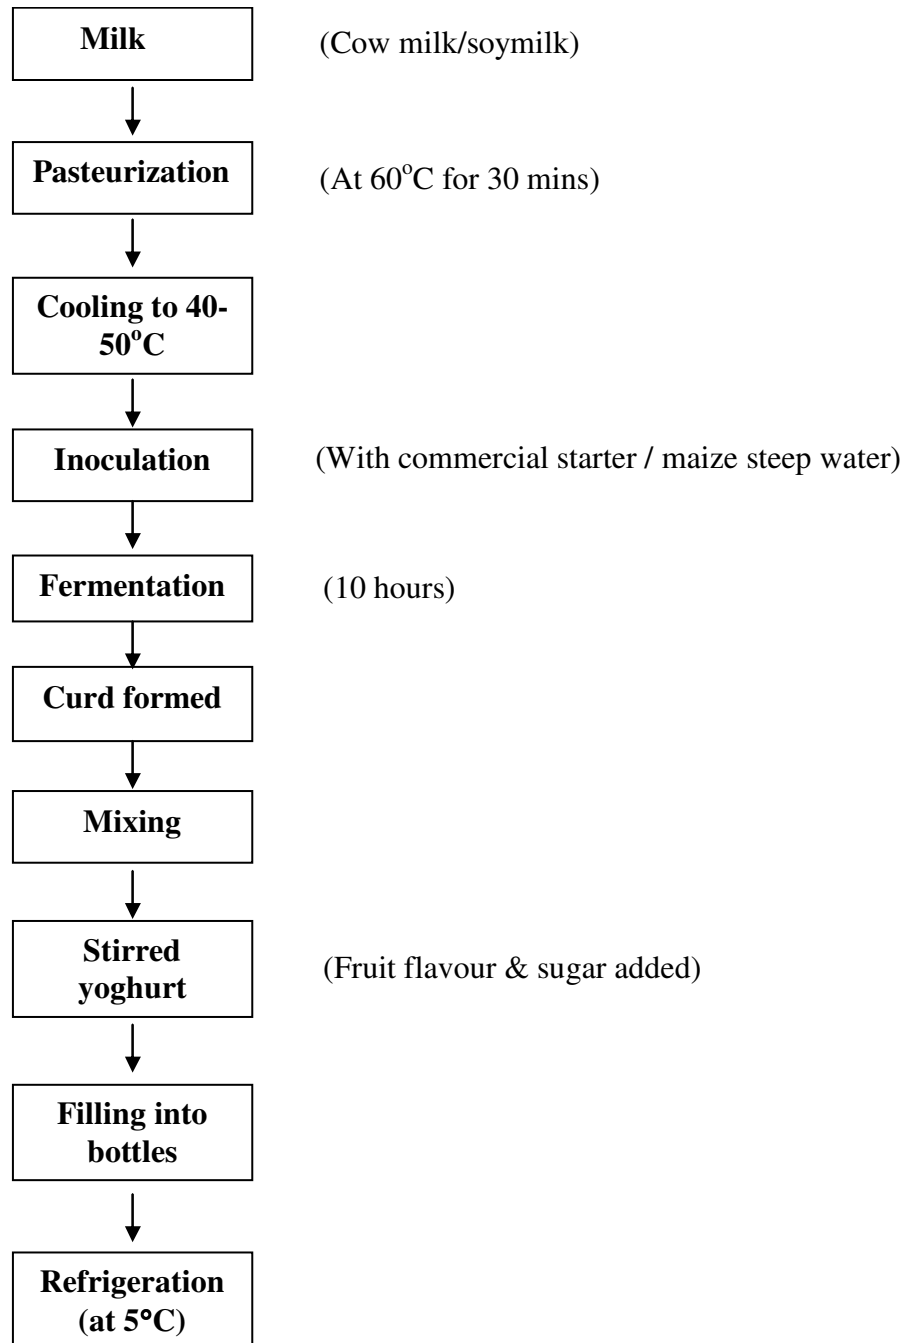 Milk (Cow milk/soymilk)
Pasteurization (At 60°C for 30 mins)
Cooling to 40-
50°C
Inoculation (With commercial starter / maize steep water)
Fermentation (10 hours)
Curd formed
Mixing
Stirred
yoghurt (Fruit flavour & sugar added)
Filling into
bottles
Refrigeration
(at 5°C)